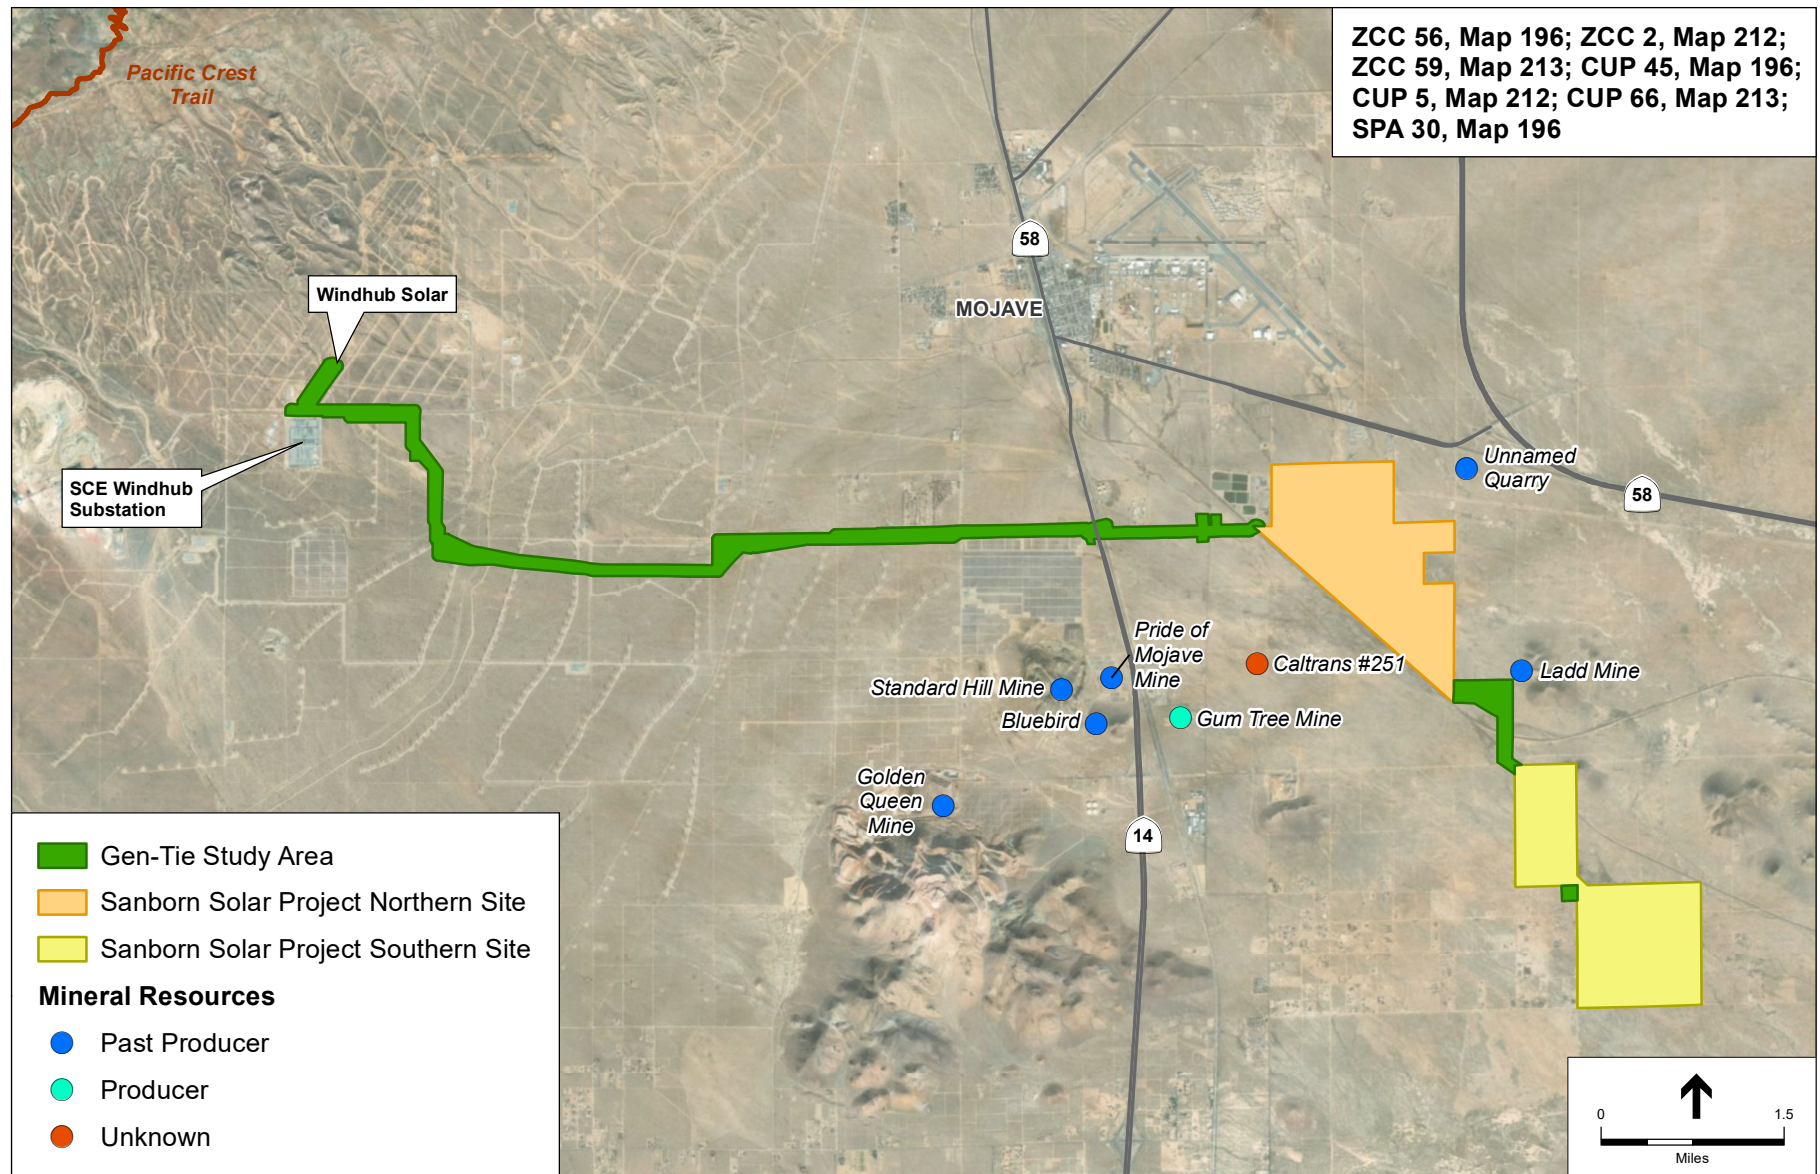 ZCC 56, Map 196; ZCC 2, Map 212;
ZCC 59, Map 213; CUP 45, Map 196;
CUP 5, Map 212; CUP 66, Map 213;
SPA 30, Map 196
Pacific Crest
Trail
58
MOJAVE
Windhub Solar
SCE Windhub
Substation
Unnamed
Quarry
58
Pride of
Mojave
Mine
Caltrans #251
Ladd Mine
Standard Hill Mine
Bluebird
Gum Tree Mine
Golden
Queen
Mine
14
Gen-Tie Study Area
Sanborn Solar Project Northern Site
Sanborn Solar Project Southern Site
Mineral Resources
Past Producer
Producer
Unknown
0 1.5
Miles